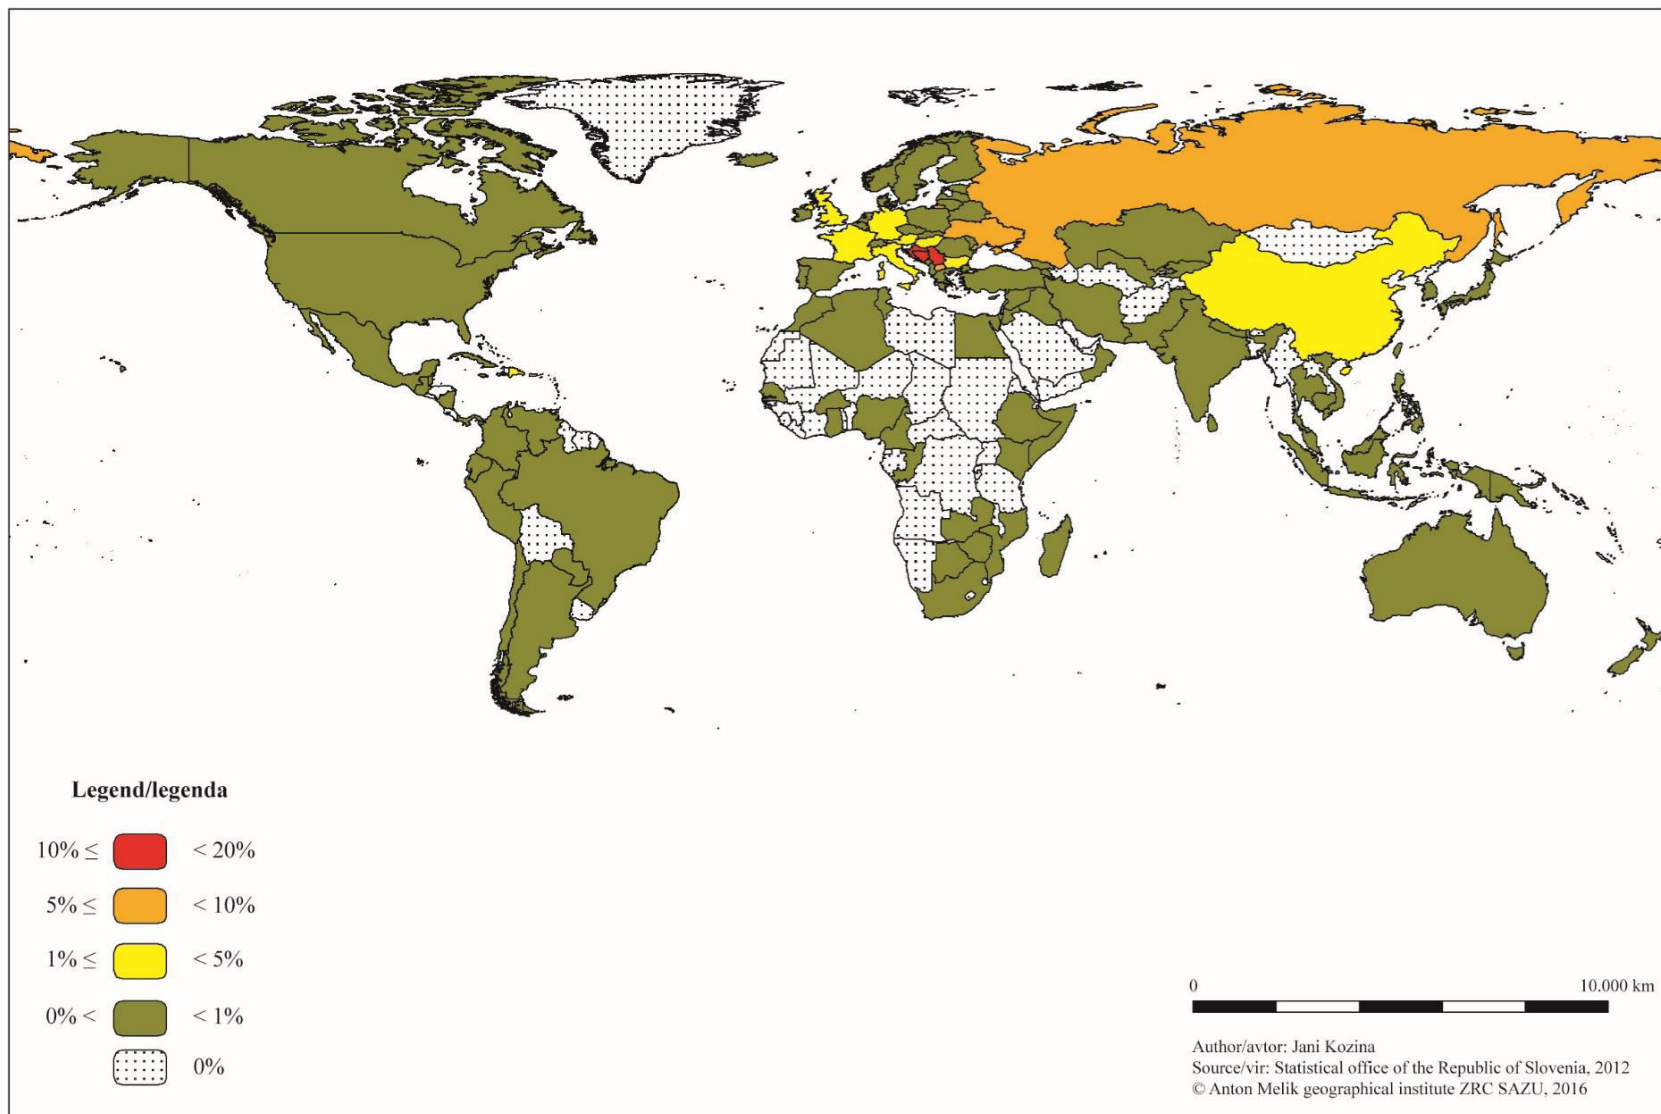 Legend/legenda
10% ≤ < 20%
5% ≤ < 10%
1% ≤ < 5%
0% < < 1%
0%
0 10.000 km
Author/avtor: Jani Kozina
Source/vir: Statistical office of the Republic of Slovenia, 2012
© Anton Melik geographical institute ZRC SAZU, 2016